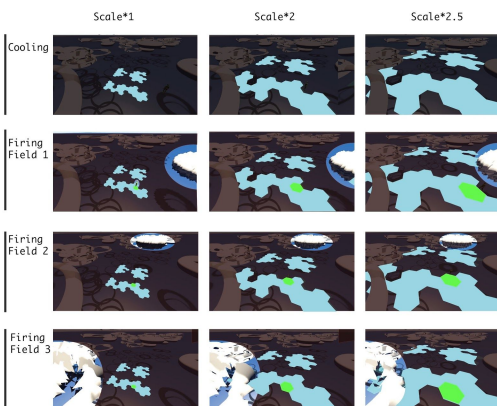 Scale*1 Scale*2 Scale*2.5
Cooling
Firing
Field 1
Firing
Field 2
Firing
Field 3